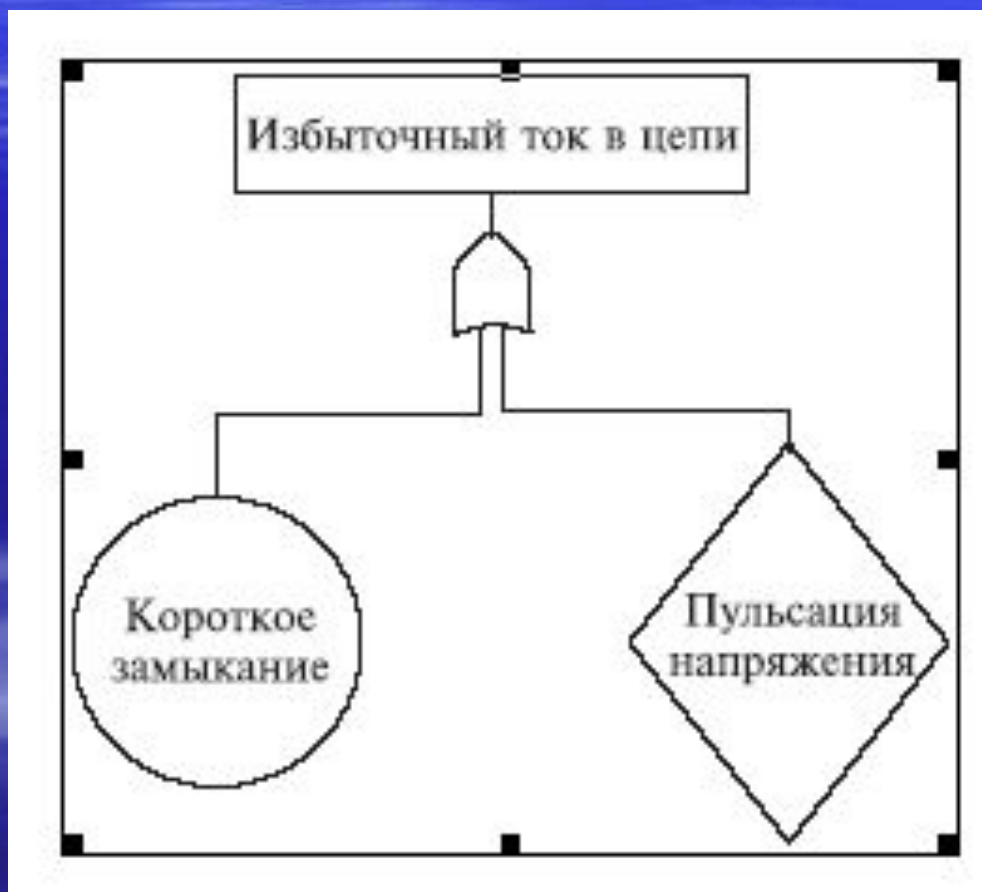 Избыточный ток в цепи
Короткое
замыкание
Пульсация
напряжения